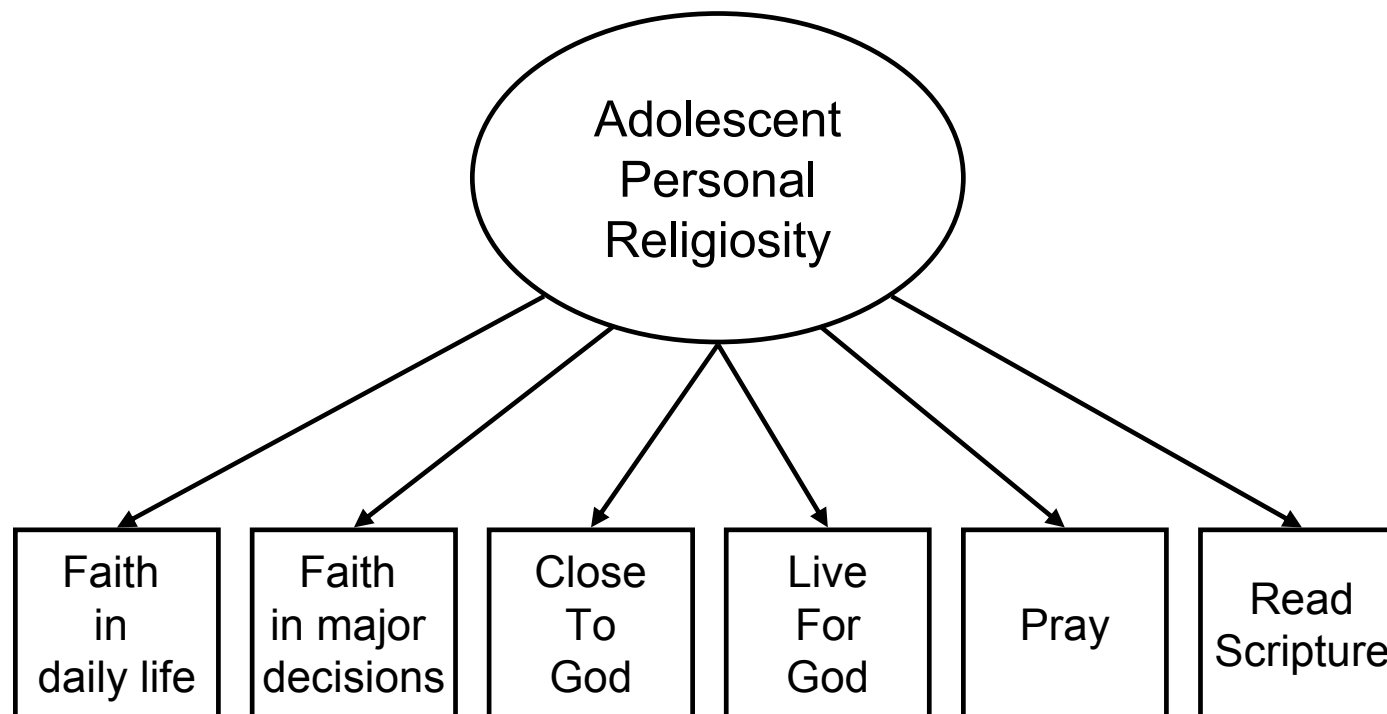 Adolescent
Personal
Religiosity
Faith
in
daily life
Faith
in major
decisions
Close
To
God
Live
For
God
Pray
Read
Scripture